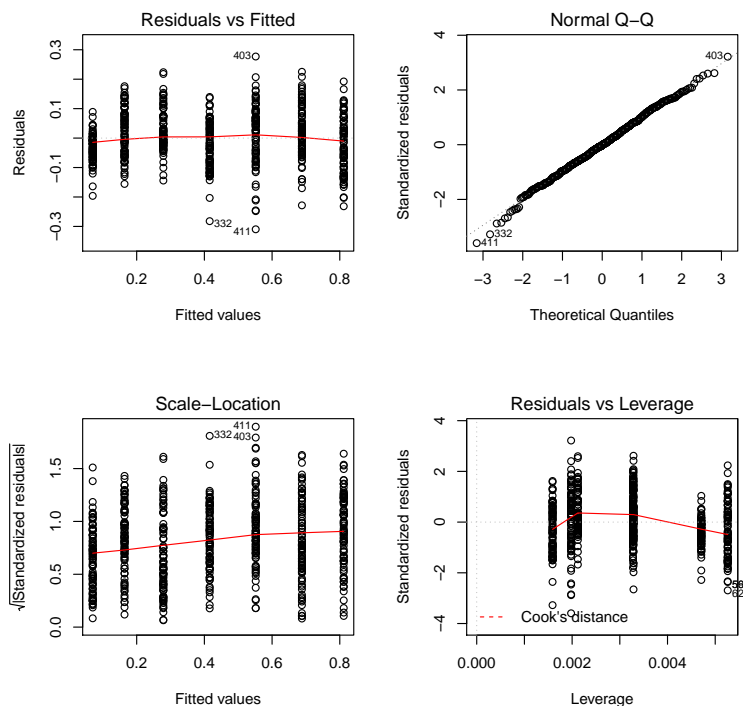 Residuals vs Fitted
0.3
0.1
−0.1
−0.3
Residuals
403
332
411
0.2 0.4 0.6 0.8
Fitted values
Normal Q−Q
4
2
0
−2
Standardized residuals
403
332
411
−3 −2 −1 0 1 2 3
Theoretical Quantiles
Scale−Location
1.5
1.0
0.5
0.0
√|Standardized residuals|
411
332 403
0.2 0.4 0.6 0.8
Fitted values
Residuals vs Leverage
4
2
0
−2
−4
Standardized residuals
Cook's distance
0.000 0.002 0.004
Leverage